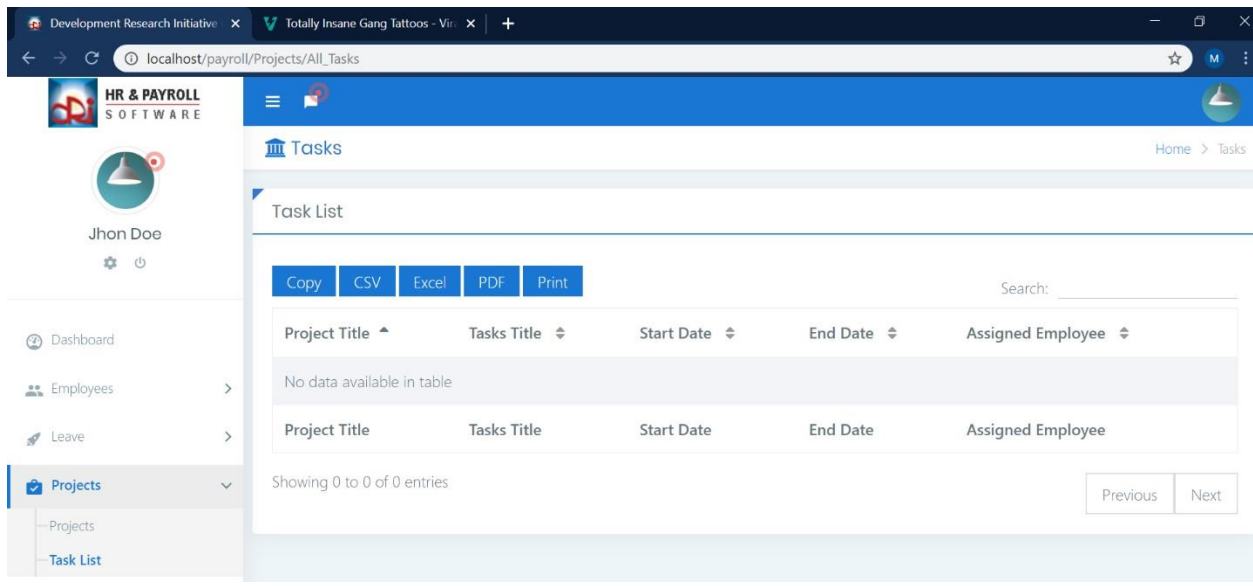 Development Research Initiative
Totally Insane Gang Tattoos - Vira
localhost/payroll/Projects/All_Tasks
M
DRi
HR & PAYROLL
SOFTWARE
Tasks
Home > Tasks
Jhon Doe
Task List
Copy CSV Excel PDF Print
Search:
Project Title Tasks Title Start Date End Date Assigned Employee
No data available in table
Project Title Tasks Title Start Date End Date Assigned Employee
Showing 0 to 0 of 0 entries
Previous Next
Dashboard
Employees
Leave
Projects
Projects
Task List